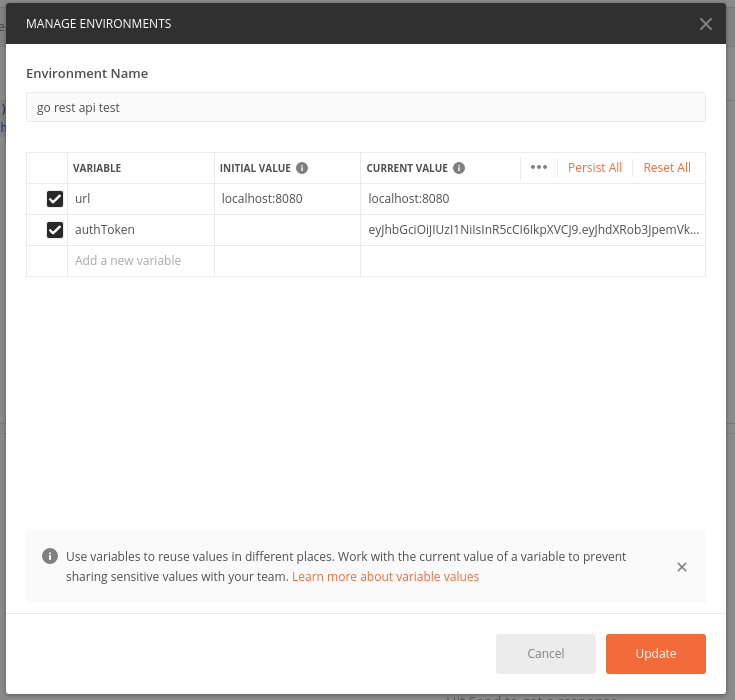 MANAGE ENVIRONMENTS
Environment Name
go rest api test
VARIABLE INITIAL VALUE CURRENT VALUE ••• Persist All Reset All
url localhost:8080 localhost:8080
authToken eyJhbGciOiJIUzI1NiIsInR5cCI6IkpXVCJ9.eyJhdXRob3JpemVk...
Add a new variable
Use variables to reuse values in different places. Work with the current value of a variable to prevent
sharing sensitive values with your team. Learn more about variable values
Cancel Update